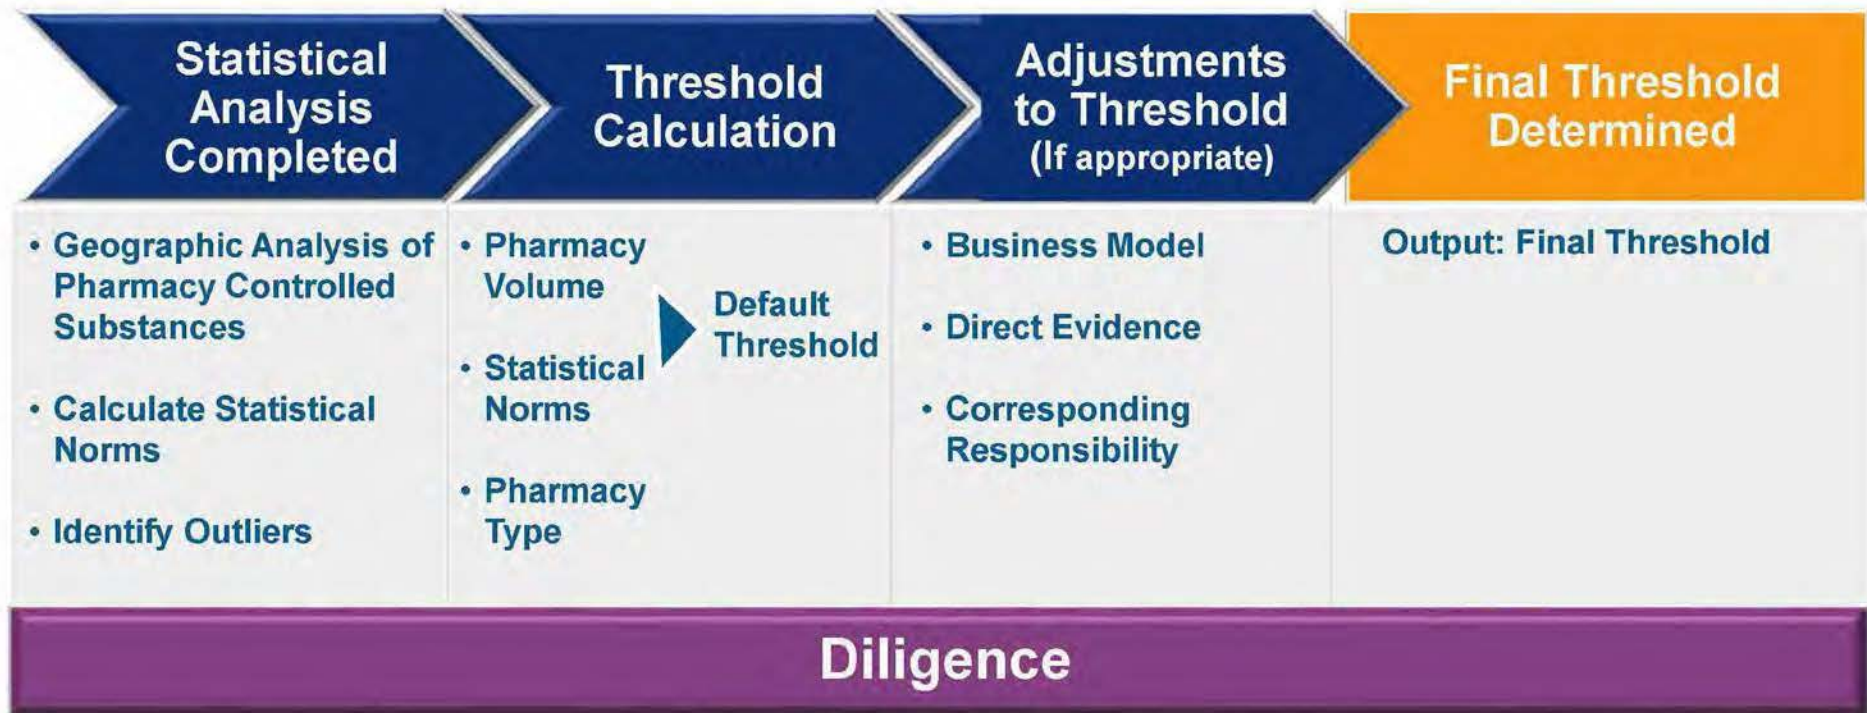 Statistical
Analysis
Completed
Threshold
Calculation
Adjustments
to Threshold
(If appropriate)
Final Threshold
Determined
• Geographic Analysis of
Pharmacy Controlled
Substances
• Calculate Statistical
Norms
• Identify Outliers
• Pharmacy
Volume
• Statistical
Norms
• Pharmacy
Type
Default
Threshold
• Business Model
• Direct Evidence
• Corresponding
Responsibility
Output: Final Threshold
Diligence